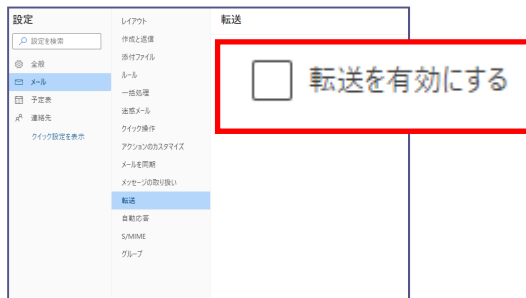 設定
設定を検索
全般
メール
予定表
連絡先
クイック設定を表示
レイアウト
作成と返信
添付ファイル
ルール
一括処理
迷惑メール
クイック操作
アクションのカスタマイズ
メールを同期
メッセージの取り扱い
転送
自動応答
S/MIME
グループ
転送
転送を有効にする